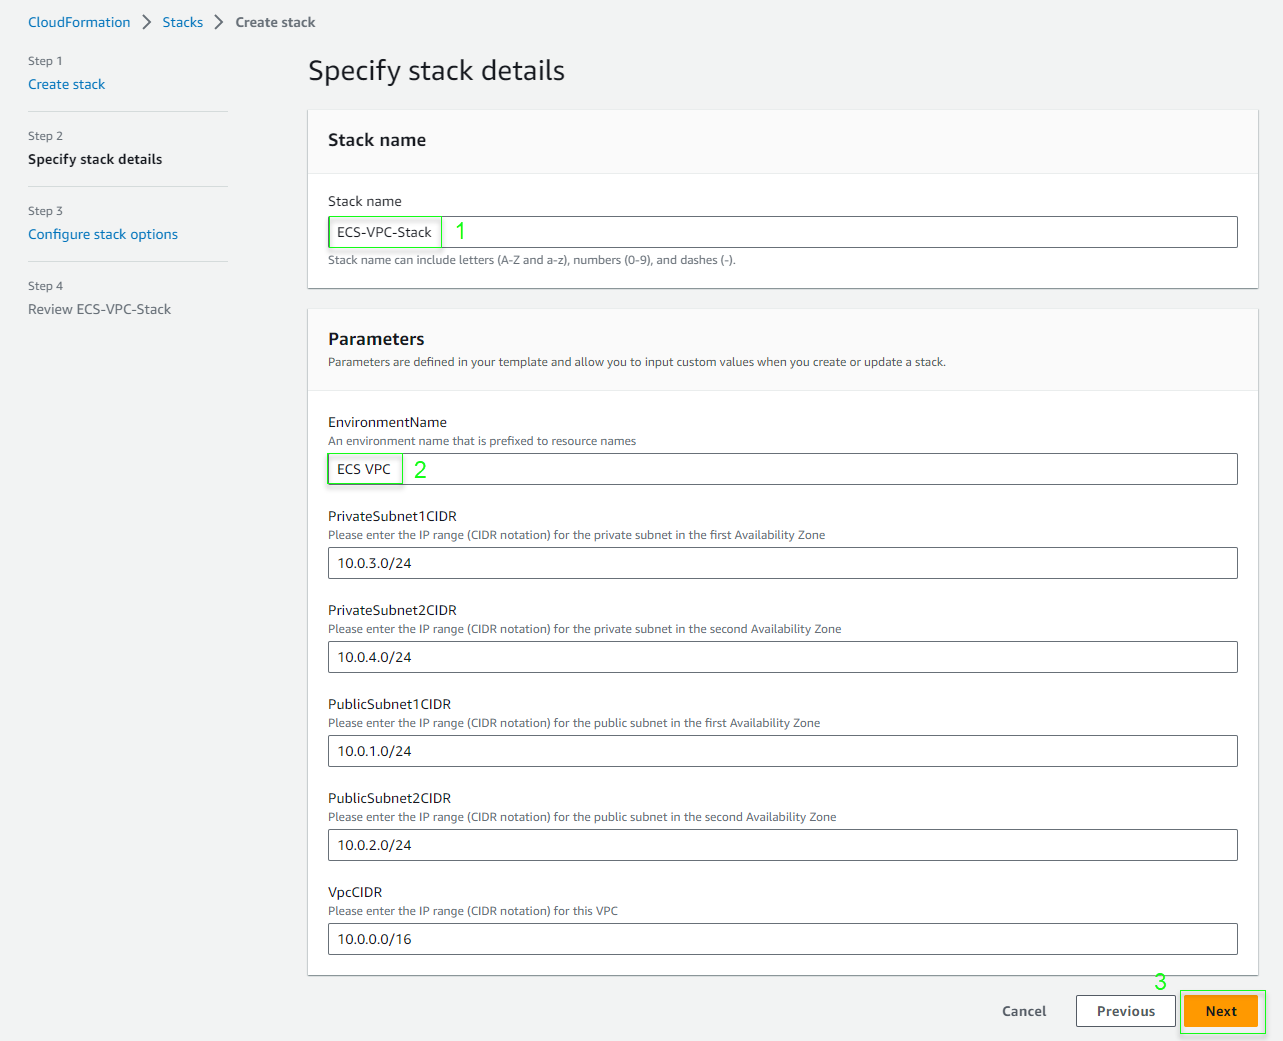 CloudFormation > Stacks > Create stack
Step 1
Create stack
Step 2
Specify stack details
Step 3
Configure stack options
Step 4
Review ECS-VPC-Stack
Specify stack details
Stack name
Stack name
ECS-VPC-Stack 1
Stack name can include letters (A-Z and a-z), numbers (0-9), and dashes (-).
Parameters
Parameters are defined in your template and allow you to input custom values when you create or update a stack.
EnvironmentName
An environment name that is prefixed to resource names
ECS VPC 2
PrivateSubnet1CIDR
Please enter the IP range (CIDR notation) for the private subnet in the first Availability Zone
10.0.3.0/24
PrivateSubnet2CIDR
Please enter the IP range (CIDR notation) for the private subnet in the second Availability Zone
10.0.4.0/24
PublicSubnet1CIDR
Please enter the IP range (CIDR notation) for the public subnet in the first Availability Zone
10.0.1.0/24
PublicSubnet2CIDR
Please enter the IP range (CIDR notation) for the public subnet in the second Availability Zone
10.0.2.0/24
VpcCIDR
Please enter the IP range (CIDR notation) for this VPC
10.0.0.0/16
3
Cancel Previous Next